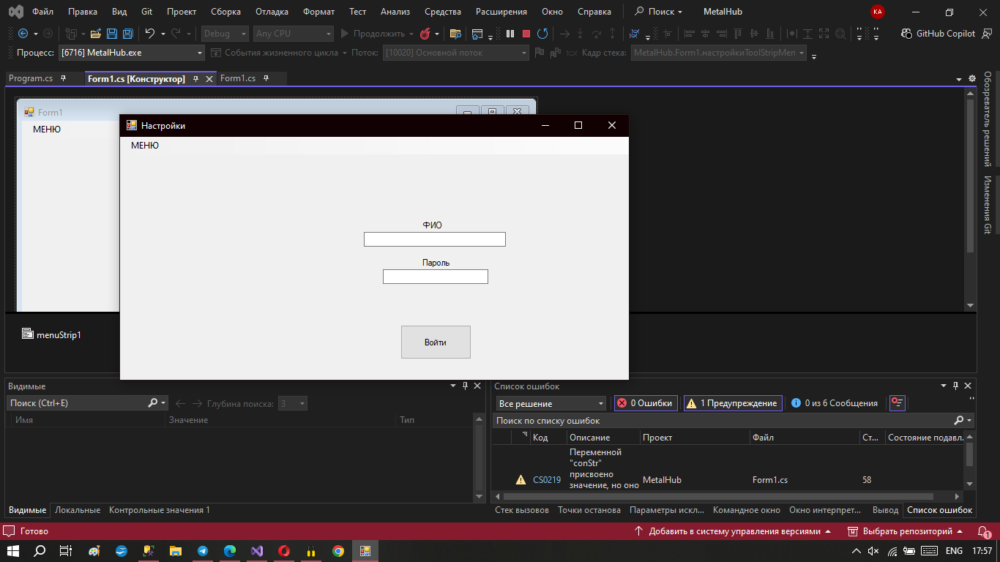 Файл Правка Вид Git Проект Сборка Отладка Формат Тест Анализ Средства Расширения Окно Справка Поиск MetalHub KA
Debug Any CPU Продолжить GitHub Copilot
Процесс: [6716] MetalHub.exe События жизненного цикла Поток: [10020] Основной поток Кадр стека: MetalHub.Form1.настройкиToolStripMen
Program.cs Form1.cs [Конструктор] Form1.cs
Обозреватель решений
Изменения Git
Form1
МЕНЮ
Настройки
МЕНЮ
ФИО
Пароль
Войти
menuStrip1
Видимые
Поиск (Ctrl+E) Глубина поиска: 3
Имя Значение Тип
Видимые Локальные Контрольные значения 1
Список ошибок
Все решение 0 Ошибки 1 Предупреждение 0 из 6 Сообщения
Поиск по списку ошибок
Код Описание Проект Файл Ст... Состояние подавл.
Переменной
"conStr"
присвоено
значение, но оно
CS0219 MetalHub Form1.cs 58
Стек вызовов Точки останова Параметры искл... Командное окно Окно интерпрет... Вывод Список ошибок
Готово Добавить в систему управления версиями Выбрать репозиторий 1
ENG 17:57